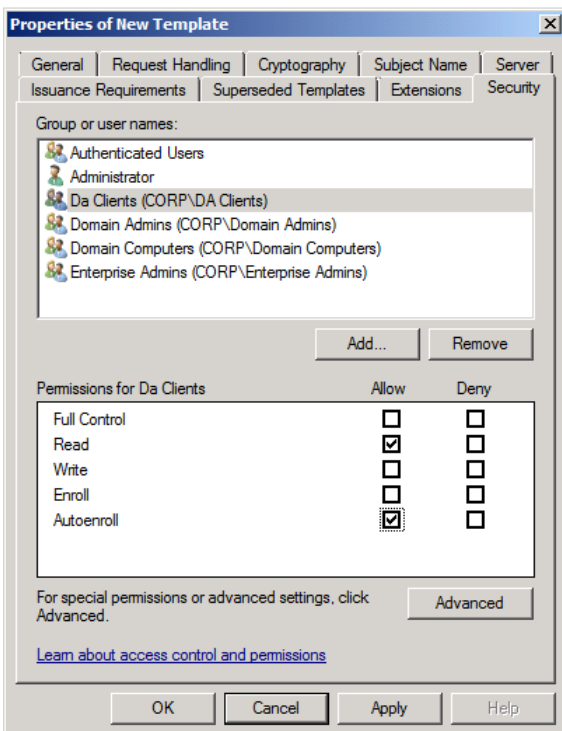 Properties of New Template
General Request Handling Cryptography Subject Name Server
Issuance Requirements Superseded Templates Extensions Security
Group or user names:
Authenticated Users
Administrator
Da Clients (CORP\DA Clients)
Domain Admins (CORP\Domain Admins)
Domain Computers (CORP\Domain Computers)
Enterprise Admins (CORP\Enterprise Admins)
Add... Remove
Permissions for Da Clients Allow Deny
Full Control
Read
Write
Enroll
Autoenroll
For special permissions or advanced settings, click
Advanced.
Advanced
Learn about access control and permissions
OK Cancel Apply Help